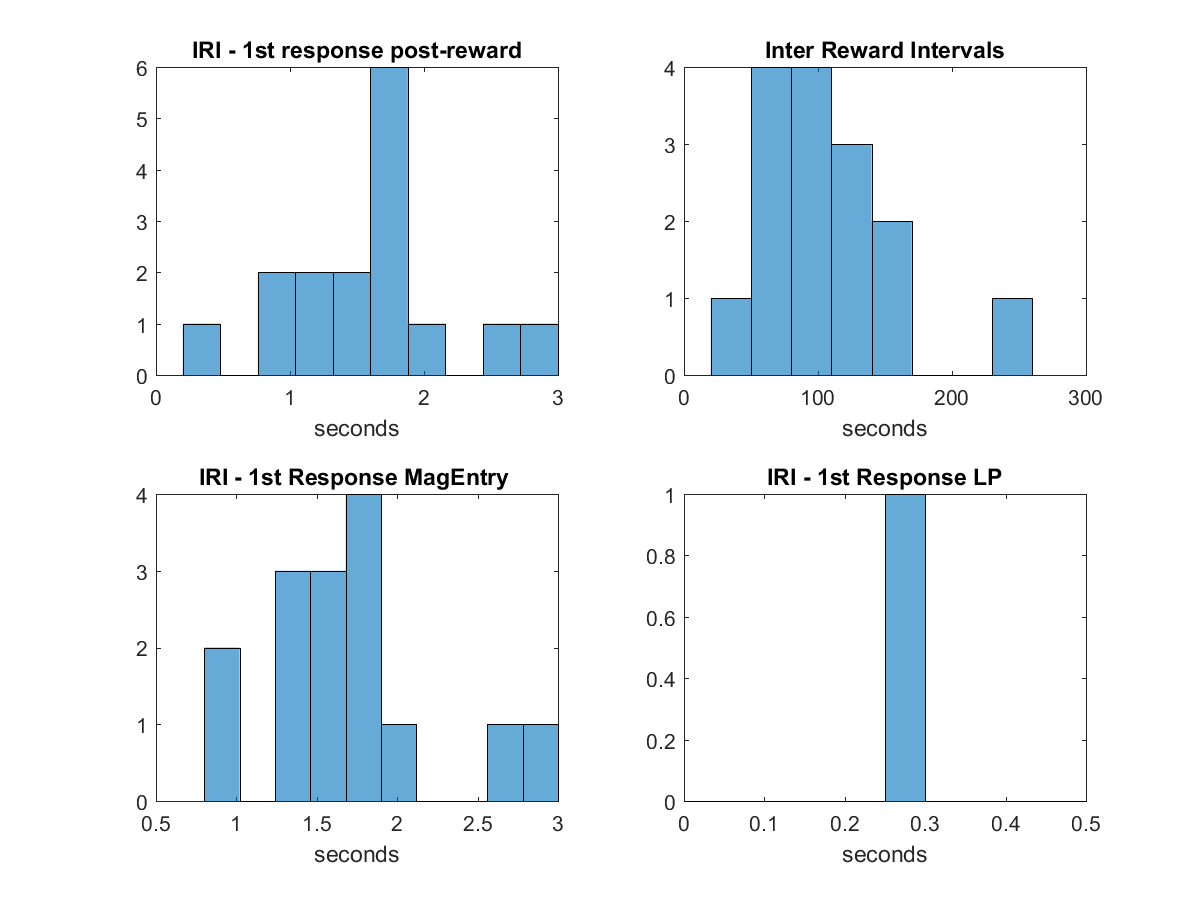 IRI - 1st response post-reward
6
5
4
3
2
1
0
0 1 2 3
seconds
Inter Reward Intervals
4
3
2
1
0
0 100 200 300
seconds
IRI - 1st Response MagEntry
4
3
2
1
0
0.5 1 1.5 2 2.5 3
seconds
IRI - 1st Response LP
1
0.8
0.6
0.4
0.2
0
0 0.1 0.2 0.3 0.4 0.5
seconds